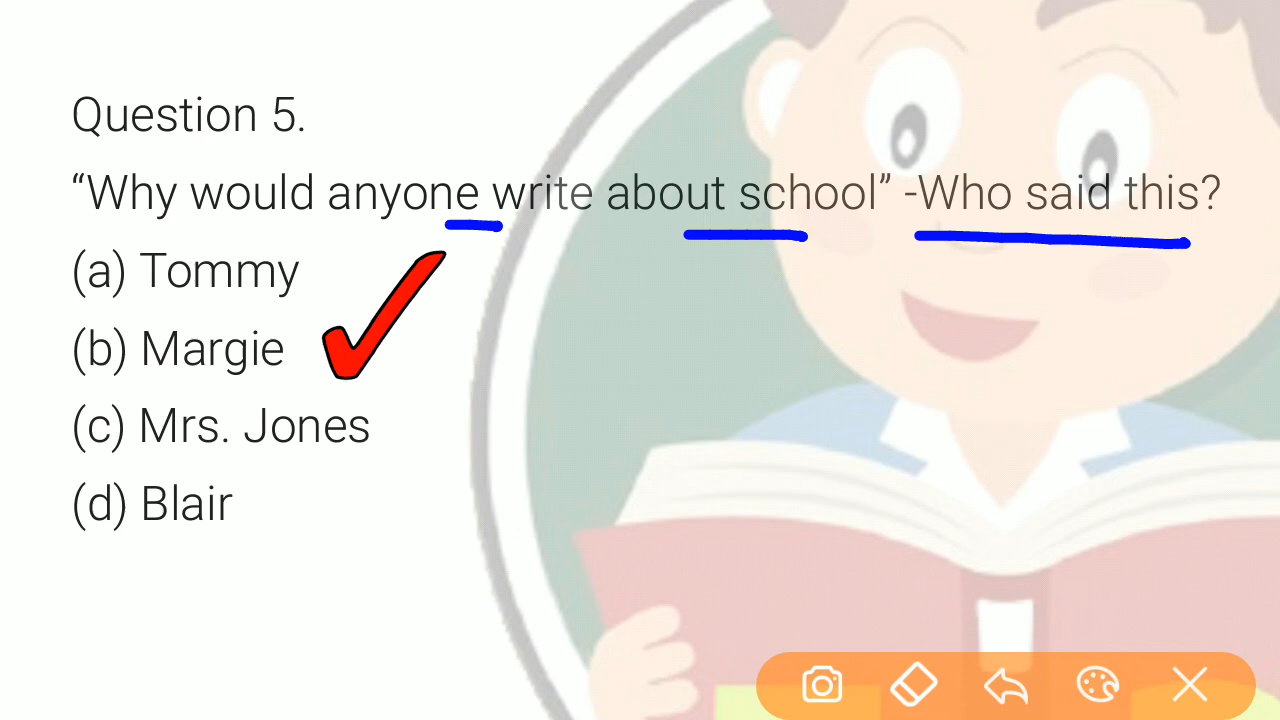 Question 5.
“Why would anyone write about school” -Who said this?
(a) Tommy
(b) Margie
(c) Mrs. Jones
(d) Blair